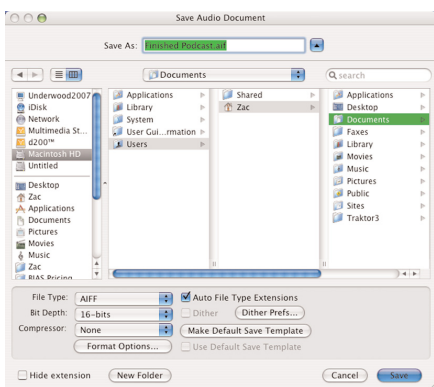 Save Audio Document
Save As: Finished Podcast.aif
Documents
search
Underwood2007
iDisk
Network
Multimedia St...
d200™
Macintosh HD
Untitled
Desktop
Zac
Applications
Documents
Pictures
Movies
Music
Zac
BIAS Pricing
Applications
Library
System
User Gui...rmation
Users
Shared
Zac
Applications
Desktop
Documents
Faxes
Library
Movies
Music
Pictures
Public
Sites
Traktor3
File Type: AIFF
Auto File Type Extensions
Bit Depth: 16-bits
Dither
Dither Prefs...
Compressor: None
Make Default Save Template
Format Options...
Use Default Save Template
Hide extension
New Folder
Cancel
Save